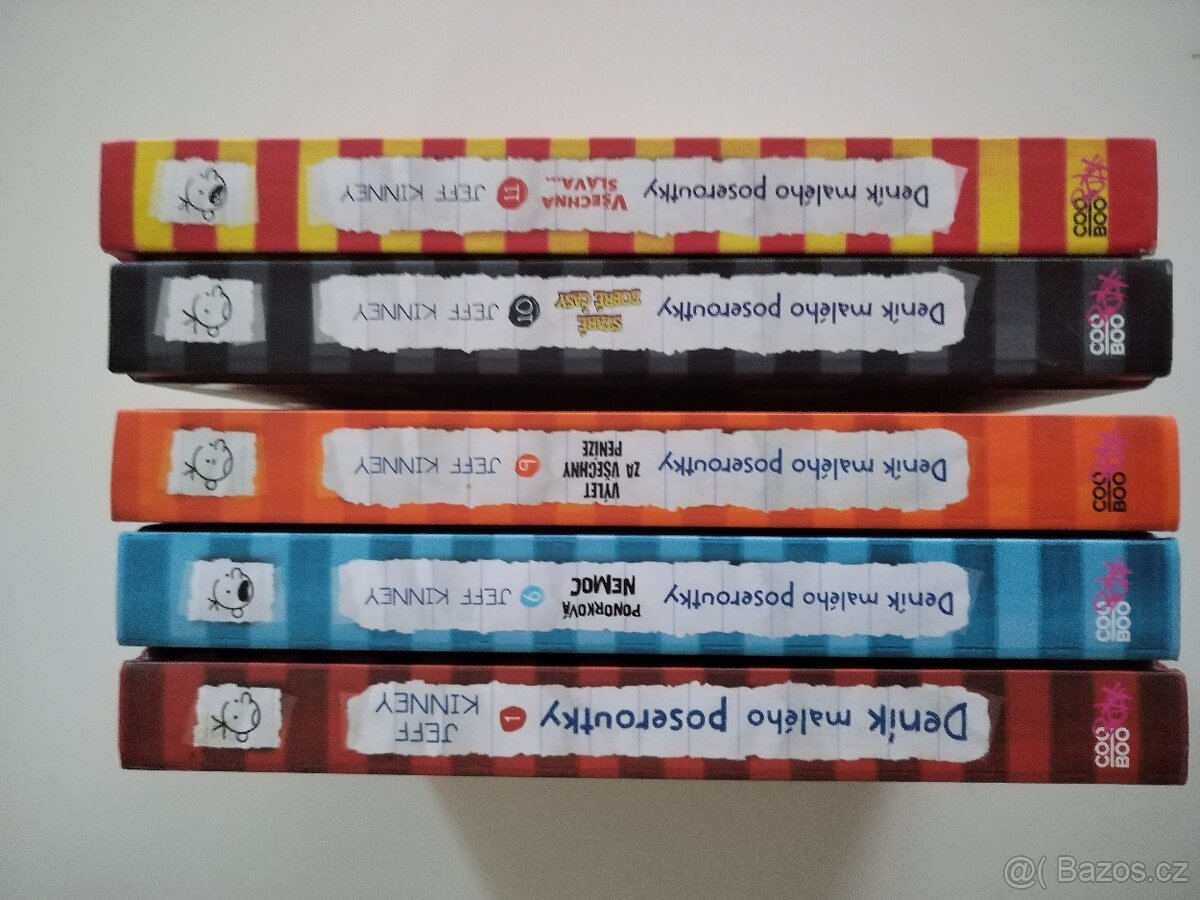 COO
BOO
Deník malého poseroutky VŠECHNA
SLÁVA... 11 JEFF KINNEY
COO
BOO
Deník malého poseroutky STARÉ
DOBRÉ ČASY 10 JEFF KINNEY
COO
BOO
Deník malého poseroutky VÝLET
ZA VŠECHNY
PENÍZE 9 JEFF KINNEY
COO
BOO
Deník malého poseroutky PONORKOVÁ
NEMOC 6 JEFF KINNEY
COO
BOO
Deník malého poseroutky 1 JEFF
KINNEY
@( Bazos.cz